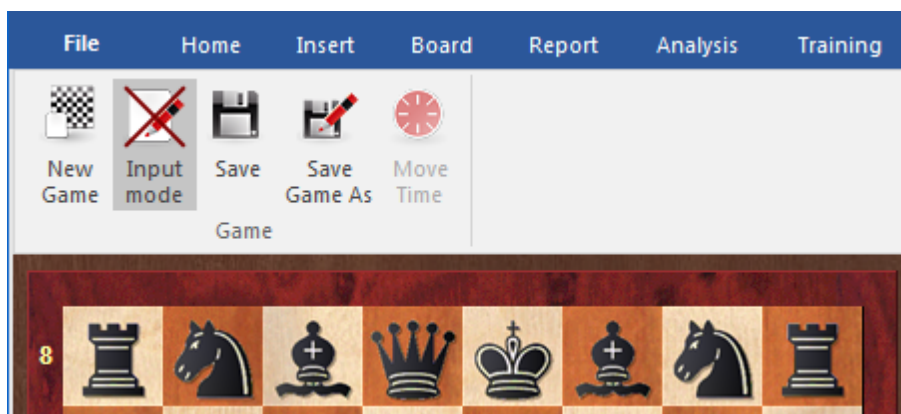 File Home Insert Board Report Analysis Training
New Game
Input mode
Save
Save Game As
Move Time
Game
8